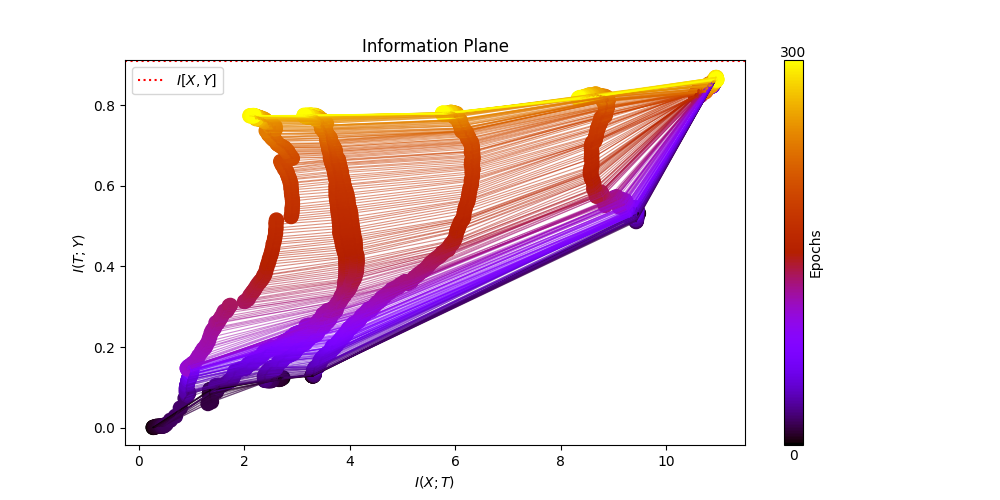 Information Plane
I[X, Y]
300
0.8
0.6
0.4
0.2
0.0
I(T; Y)
0 2 4 6 8 10
I(X; T)
Epochs
0